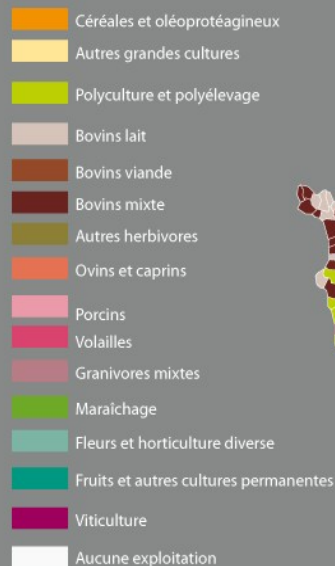 Céréales et oléoprotéagineux
Autres grandes cultures
Polyculture et polyélevage
Bovins lait
Bovins viande
Bovins mixte
Autres herbivores
Ovins et caprins
Porcins
Volailles
Granivores mixtes
Maraîchage
Fleurs et horticulture diverse
Fruits et autres cultures permanentes
Viticulture
Aucune exploitation